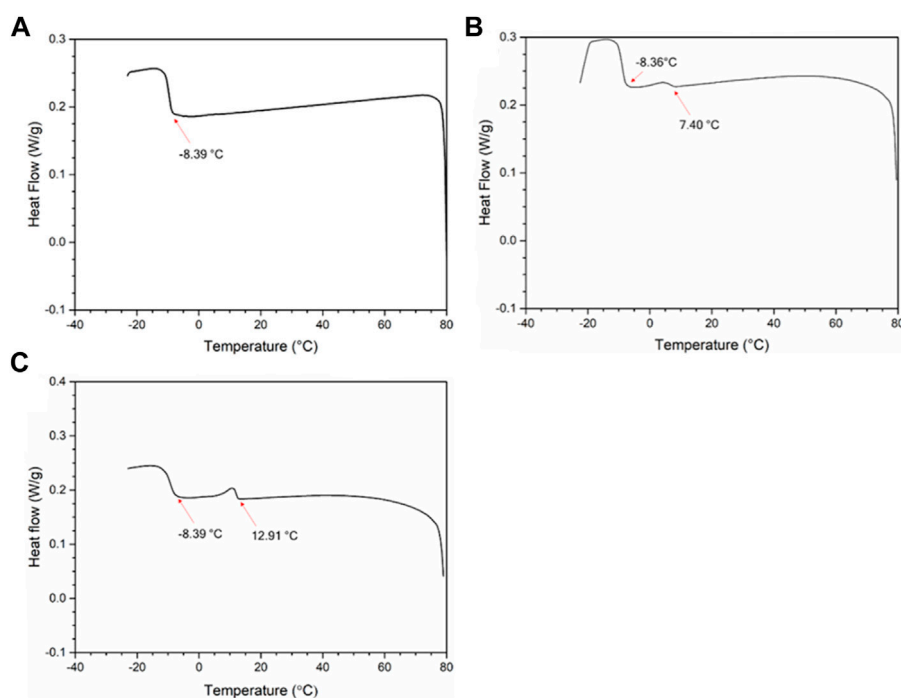 A
0.3
0.2
0.1
0.0
-0.1
Heat Flow (W/g)
-8.39 °C
-40
-20
0
20
40
60
80
Temperature (°C)
B
0.3
0.2
0.1
0.0
-0.1
Heat Flow (W/g)
-8.36°C
7.40 °C
-40
-20
0
20
40
60
80
Temperature (°C)
C
0.4
0.3
0.2
0.1
0.0
-0.1
Heat flow (W/g)
-8.39 °C
12.91 °C
-40
-20
0
20
40
60
80
Temperature (°C)